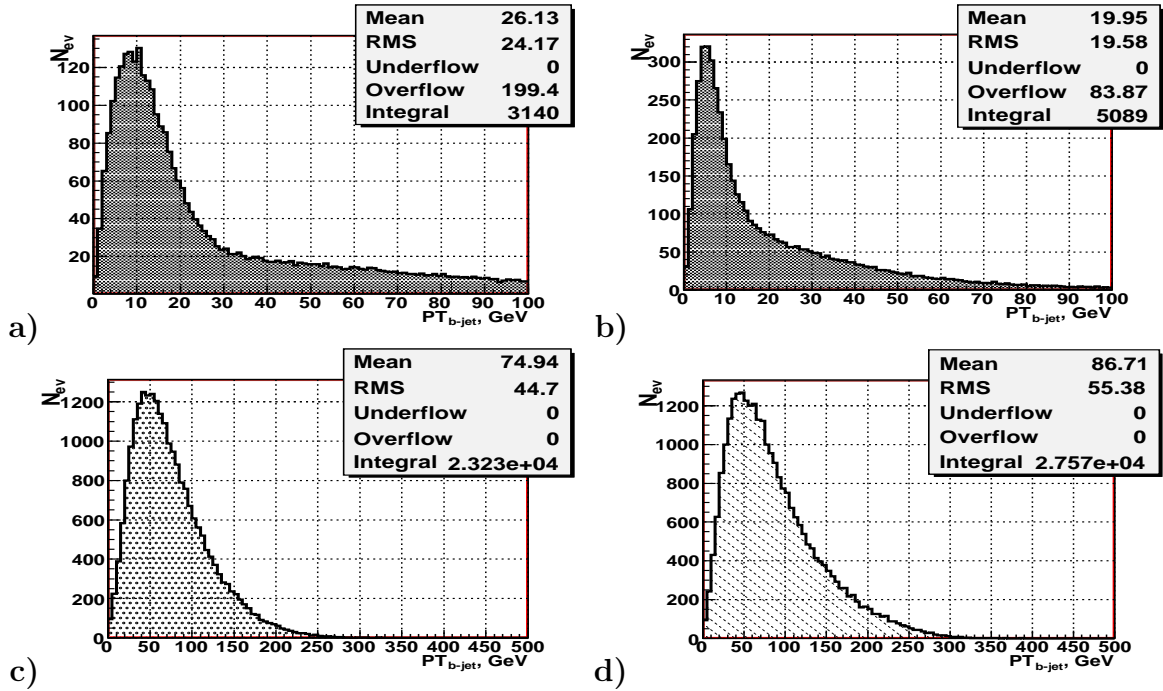 Mean 26.13
RMS 24.17
Underflow 0
Overflow 199.4
Integral 3140
N_ev
120
100
80
60
40
20
0 10 20 30 40 50 60 70 80 90 100
PT_b-jet, GeV
a)
Mean 19.95
RMS 19.58
Underflow 0
Overflow 83.87
Integral 5089
N_ev
300
250
200
150
100
50
0
0 10 20 30 40 50 60 70 80 90 100
PT_b-jet, GeV
b)
Mean 74.94
RMS 44.7
Underflow 0
Overflow 0
Integral 2.323e+04
N_ev
1200
1000
800
600
400
200
0
0 50 100 150 200 250 300 350 400 450 500
PT_b-jet, GeV
c)
Mean 86.71
RMS 55.38
Underflow 0
Overflow 0
Integral 2.757e+04
N_ev
1200
1000
800
600
400
200
0
0 50 100 150 200 250 300 350 400 450 500
PT_b-jet, GeV
d)